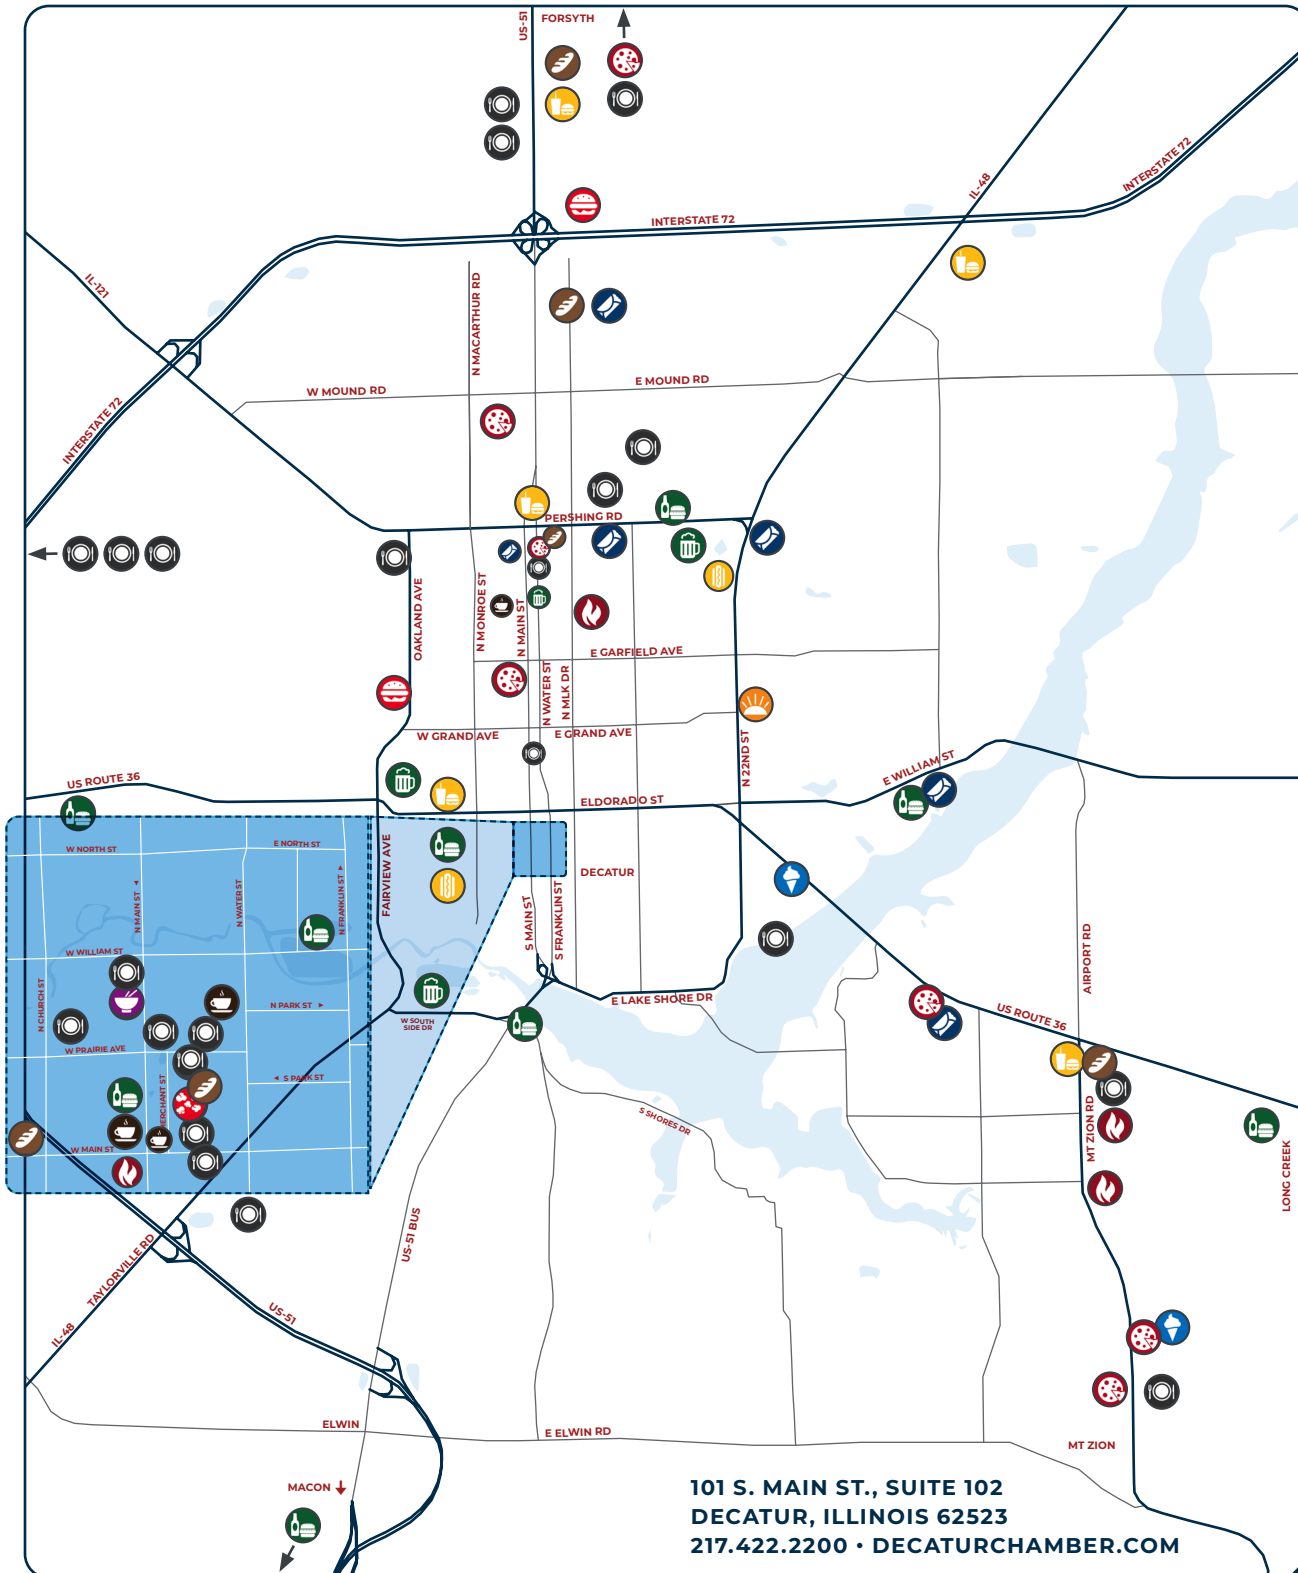 US-51
FORSYTH
INTERSTATE 72
IL-48
INTERSTATE 72
IL-121
N MACARTHUR RD
W MOUND RD
E MOUND RD
INTERSTATE 72
PERSHING RD
OAKLAND AVE
N MONROE ST
N MAIN ST
E GARFIELD AVE
N WATER ST
N MLK DR
W GRAND AVE
E GRAND AVE
N 22ND ST
E WILLIAM ST
US ROUTE 36
ELDORADO ST
W NORTH ST
E NORTH ST
FAIRVIEW AVE
DECATUR
N MAIN ST
N WATER ST
N FRANKLIN ST
S MAIN ST
S FRANKLIN ST
AIRPORT RD
W WILLIAM ST
N CHURCH ST
N PARK ST
E LAKE SHORE DR
US ROUTE 36
W SOUTH
SIDE DR
W PRAIRIE AVE
S PARK ST
MERCHANT ST
S SHORES DR
MT ZION RD
W MAIN ST
LONG CREEK
US-51 BUS
TAYLORVILLE RD
US-51
IL-48
ELWIN
E ELWIN RD
MT ZION
MACON
101 S. MAIN ST., SUITE 102
DECATUR, ILLINOIS 62523
217.422.2200 • DECATURCHAMBER.COM